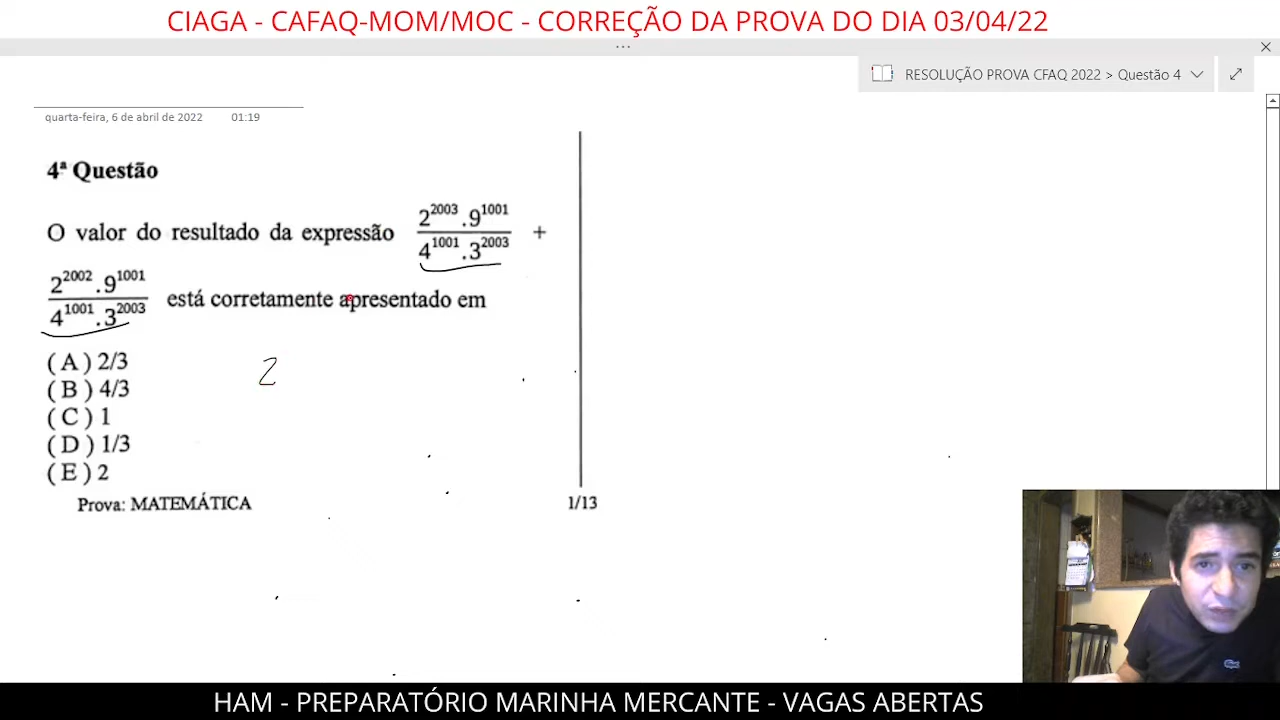 CIAGA - CAFAQ-MOM/MOC - CORREÇÃO DA PROVA DO DIA 03/04/22
RESOLUÇÃO PROVA CFAQ 2022 > Questão 4
quarta-feira, 6 de abril de 2022 01:19
4ª Questão
O valor do resultado da expressão (2^2003 . 9^1001)/(4^1001 . 3^2003) +
(2^2002 . 9^1001)/(4^1001 . 3^2003) está corretamente apresentado em
( A ) 2/3
( B ) 4/3
( C ) 1
( D ) 1/3
( E ) 2
2
Prova: MATEMÁTICA 1/13
HAM - PREPARATÓRIO MARINHA MERCANTE - VAGAS ABERTAS